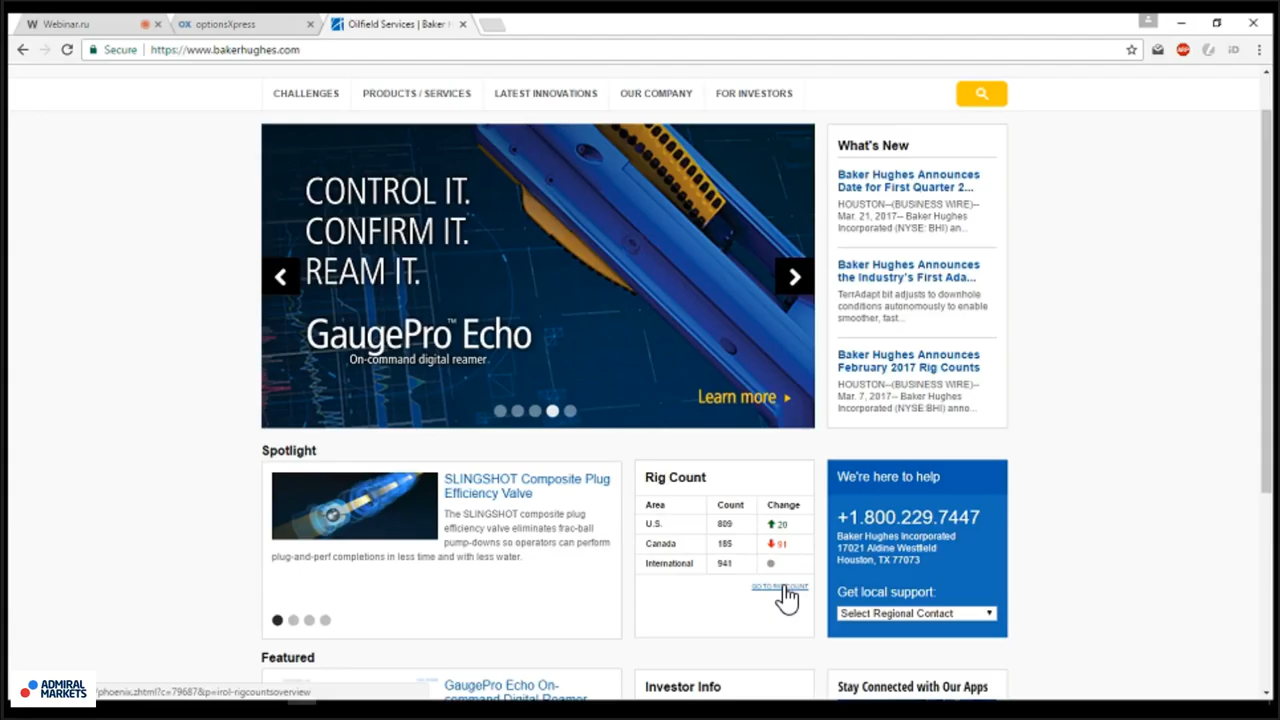 Webinar.ru
OX optionsXpress
Oilfield Services | Baker H
Secure
https://www.bakerhughes.com
ABP
iD
CHALLENGES
PRODUCTS / SERVICES
LATEST INNOVATIONS
OUR COMPANY
FOR INVESTORS
CONTROL IT.
CONFIRM IT.
REAM IT.
GaugePro™ Echo
On-command digital reamer
Learn more
What's New
Baker Hughes Announces
Date for First Quarter 2...
HOUSTON--(BUSINESS WIRE)--
Mar. 21, 2017-- Baker Hughes
Incorporated (NYSE: BHI) an...
Baker Hughes Announces
the Industry's First Ada...
TerrAdapt bit adjusts to downhole
conditions autonomously to enable
smoother, fast...
Baker Hughes Announces
February 2017 Rig Counts
HOUSTON--(BUSINESS WIRE)--
Mar. 7, 2017-- Baker Hughes
Incorporated (NYSE:BHI) anno...
Spotlight
SLINGSHOT Composite Plug
Efficiency Valve
The SLINGSHOT composite plug
efficiency valve eliminates frac-ball
pump-downs so operators can perform
plug-and-perf completions in less time and with less water.
Rig Count
Area Count Change
U.S. 809 20
Canada 185 91
International 941
GO TO RIG COUNT
We're here to help
+1.800.229.7447
Baker Hughes Incorporated
17021 Aldine Westfield
Houston, TX 77073
Get local support:
Select Regional Contact
Featured
GaugePro Echo On-
command Digital Reamer
Investor Info
Stay Connected with Our Apps
ADMIRAL
MARKETS
/phoenix.zhtml?c=79687&p=irol-rigcountsoverview